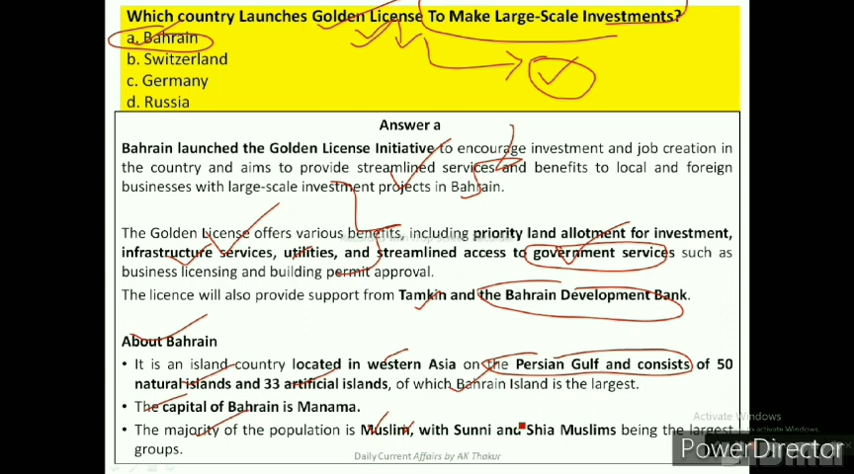 Which country Launches Golden License To Make Large-Scale Investments?
a. Bahrain
b. Switzerland
c. Germany
d. Russia
Answer a
Bahrain launched the Golden License Initiative to encourage investment and job creation in
the country and aims to provide streamlined services and benefits to local and foreign
businesses with large-scale investment projects in Bahrain.
The Golden License offers various benefits, including priority land allotment for investment,
infrastructure services, utilities, and streamlined access to government services such as
business licensing and building permit approval.
The licence will also provide support from Tamkin and the Bahrain Development Bank.
About Bahrain
• It is an island country located in western Asia on the Persian Gulf and consists of 50
natural islands and 33 artificial islands, of which Bahrain Island is the largest.
• The capital of Bahrain is Manama.
Activate Windows
• The majority of the population is Muslim, with Sunni and Shia Muslims being the largest
groups.
Daily Current Affairs by AK Thakur
PowerDirector